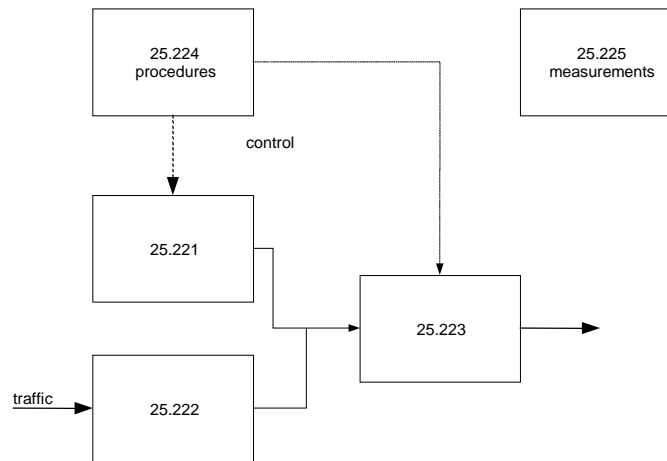 25.224
procedures
25.225
measurements
control
25.221
25.223
traffic
25.222